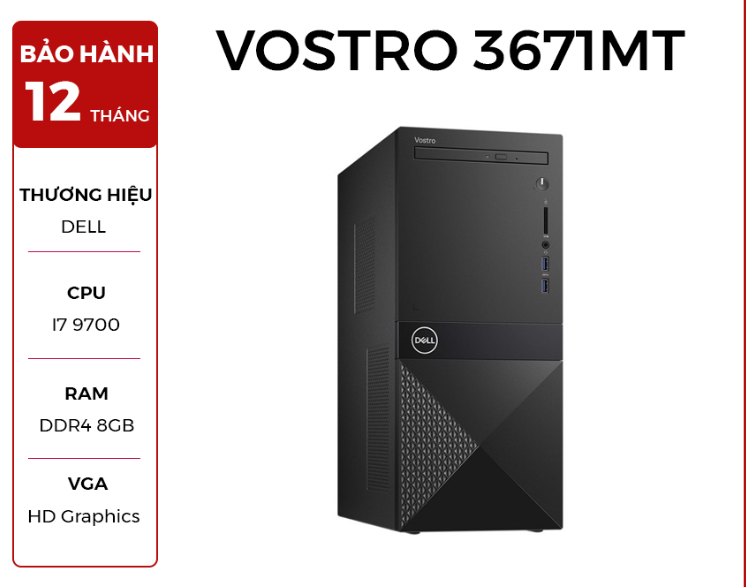 BẢO HÀNH
12 THÁNG
VOSTRO 3671MT
THƯƠNG HIỆU
DELL
CPU
I7 9700
RAM
DDR4 8GB
VGA
HD Graphics
Vostro
DELL